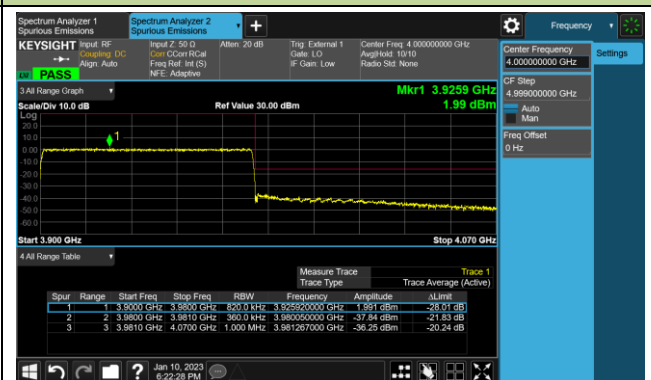 Spectrum Analyzer 1
Spurious Emissions
Spectrum Analyzer 2
Spurious Emissions
Frequency
KEYSIGHT
Input: RF
Coupling: DC
Align: Auto
Input Z: 50 Ω
Corr CCorr RCal
Freq Ref: Int (S)
NFE: Adaptive
Atten: 20 dB
Trig: External 1
Gate: LO
IF Gain: Low
Center Freq: 4.000000000 GHz
Avg|Hold: 10/10
Radio Std: None
PASS
Center Frequency
4.000000000 GHz
Settings
CF Step
4.999000000 GHz
Auto
Man
Freq Offset
0 Hz
3 All Range Graph
Mkr1 3.9259 GHz
Scale/Div 10.0 dB
Ref Value 30.00 dBm
1.99 dBm
Log
20.0
10.0
0.00
-10.0
-20.0
-30.0
-40.0
-50.0
-60.0
1
Start 3.900 GHz
Stop 4.070 GHz
4 All Range Table
Measure Trace Trace 1
Trace Type Trace Average (Active)
Spur Range Start Freq Stop Freq RBW Frequency Amplitude ΔLimit
1 1 3.9000 GHz 3.9800 GHz 820.0 kHz 3.925920000 GHz 1.991 dBm -28.01 dB
2 2 3.9800 GHz 3.9810 GHz 360.0 kHz 3.980050000 GHz -37.84 dBm -21.83 dB
3 3 3.9810 GHz 4.0700 GHz 1.000 MHz 3.981267000 GHz -36.25 dBm -20.24 dB
Jan 10, 2023
6:22:28 PM